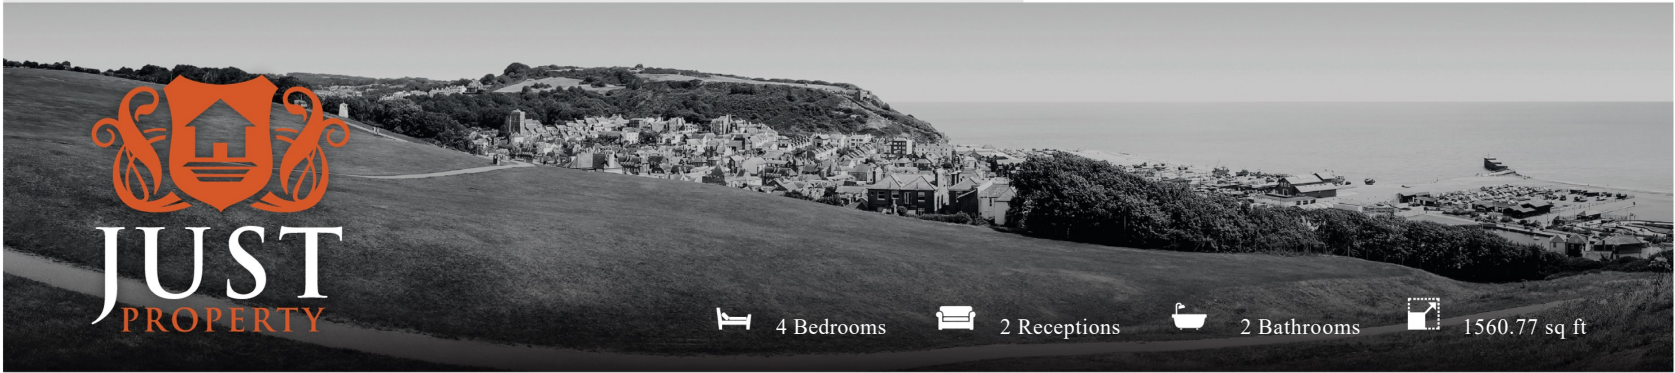 JUST
PROPERTY
4 Bedrooms
2 Receptions
2 Bathrooms
1560.77 sq ft